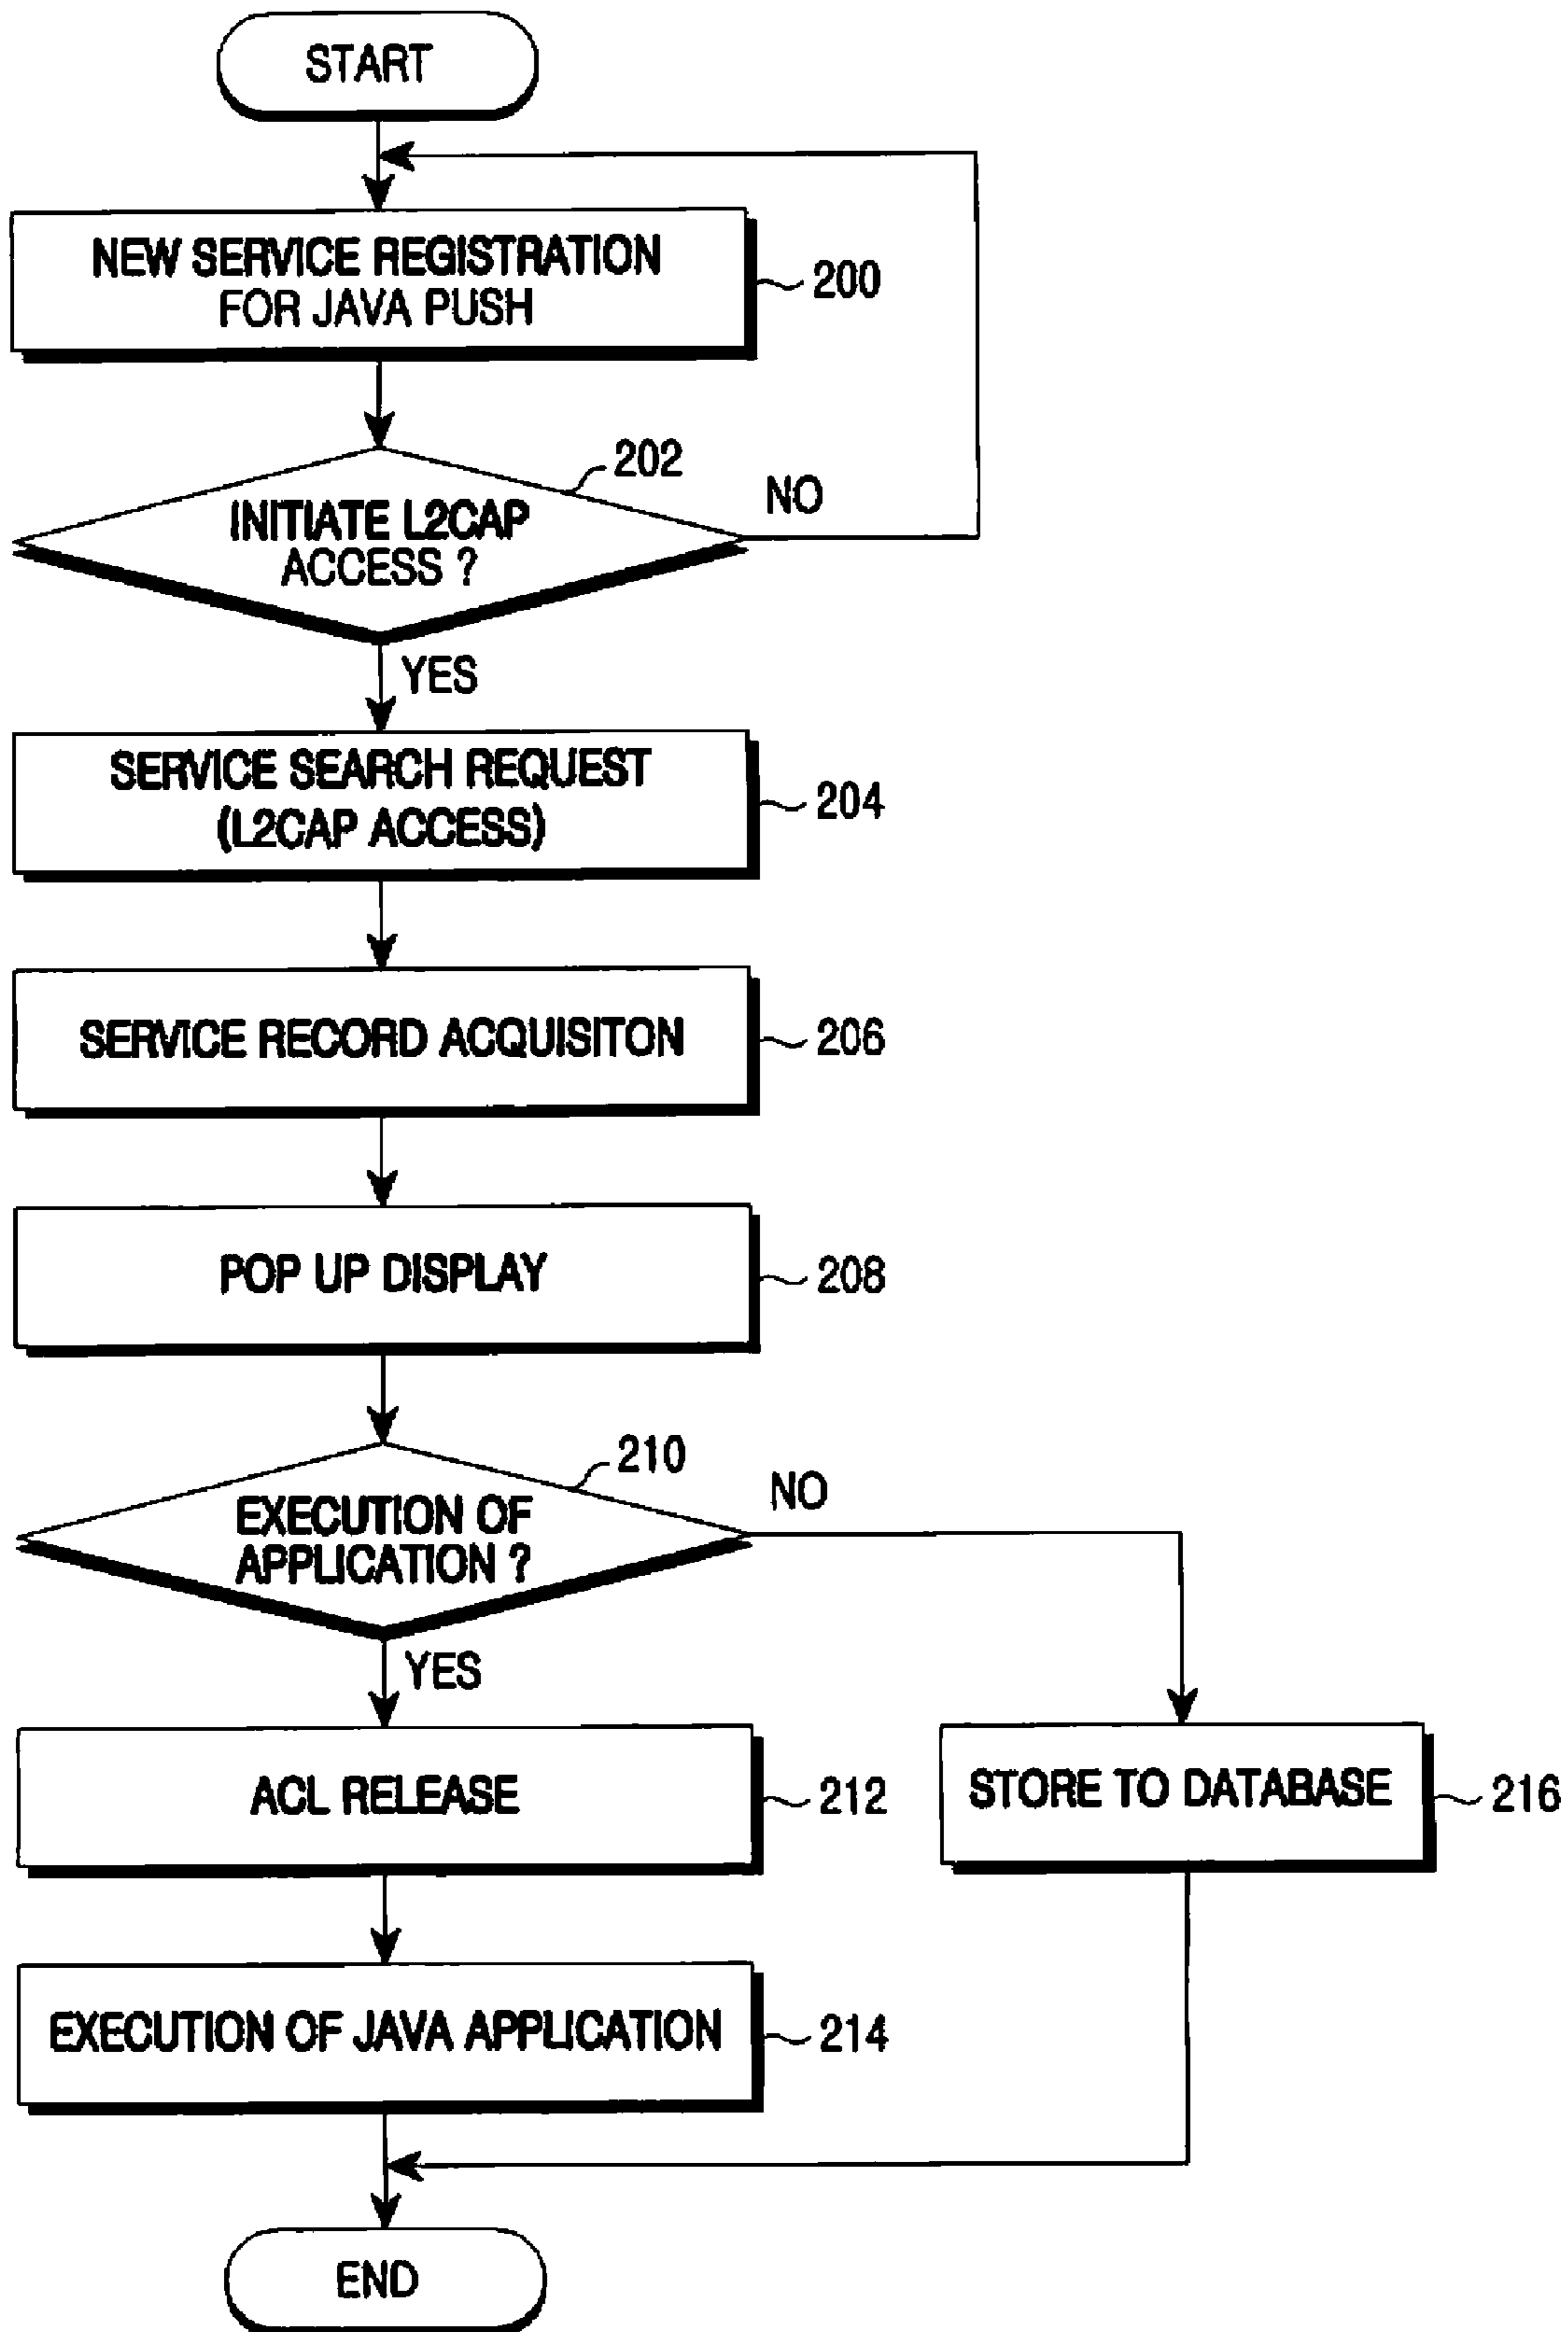 START
NEW SERVICE REGISTRATION
FOR JAVA PUSH
200
202
INITIATE L2CAP
ACCESS ?
NO
YES
SERVICE SEARCH REQUEST
(L2CAP ACCESS)
204
SERVICE RECORD ACQUISITON
206
POP UP DISPLAY
208
210
EXECUTION OF
APPLICATION ?
NO
YES
ACL RELEASE
212
STORE TO DATABASE
216
EXECUTION OF JAVA APPLICATION
214
END